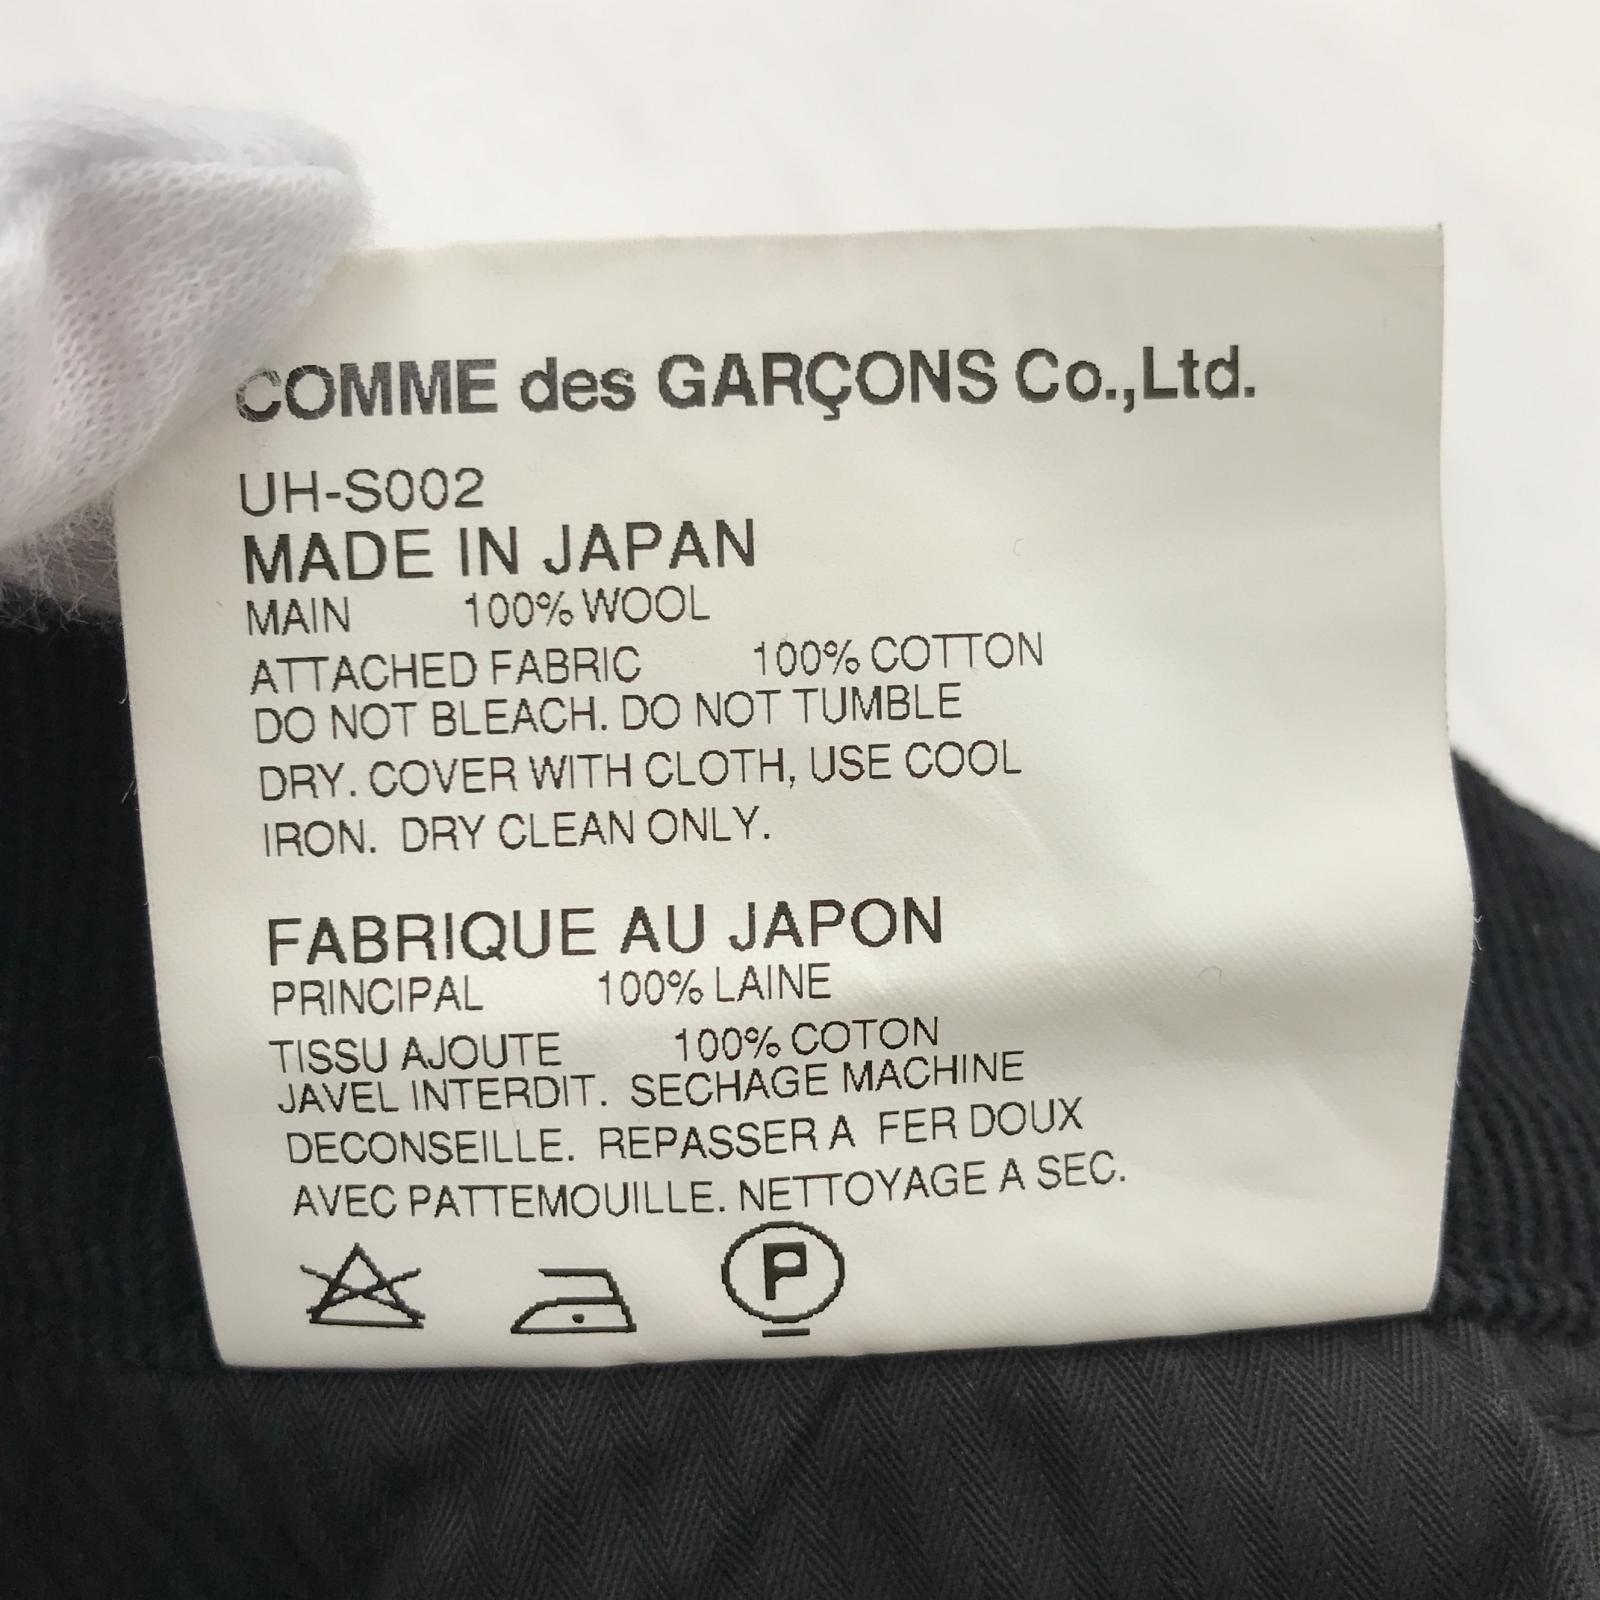 COMME des GARÇONS Co.,Ltd.
UH-S002
MADE IN JAPAN
MAIN 100% WOOL
ATTACHED FABRIC 100% COTTON
DO NOT BLEACH. DO NOT TUMBLE
DRY. COVER WITH CLOTH, USE COOL
IRON. DRY CLEAN ONLY.
FABRIQUE AU JAPON
PRINCIPAL 100% LAINE
TISSU AJOUTE 100% COTON
JAVEL INTERDIT. SECHAGE MACHINE
DECONSEILLE. REPASSER A FER DOUX
AVEC PATTEMOUILLE. NETTOYAGE A SEC.
P